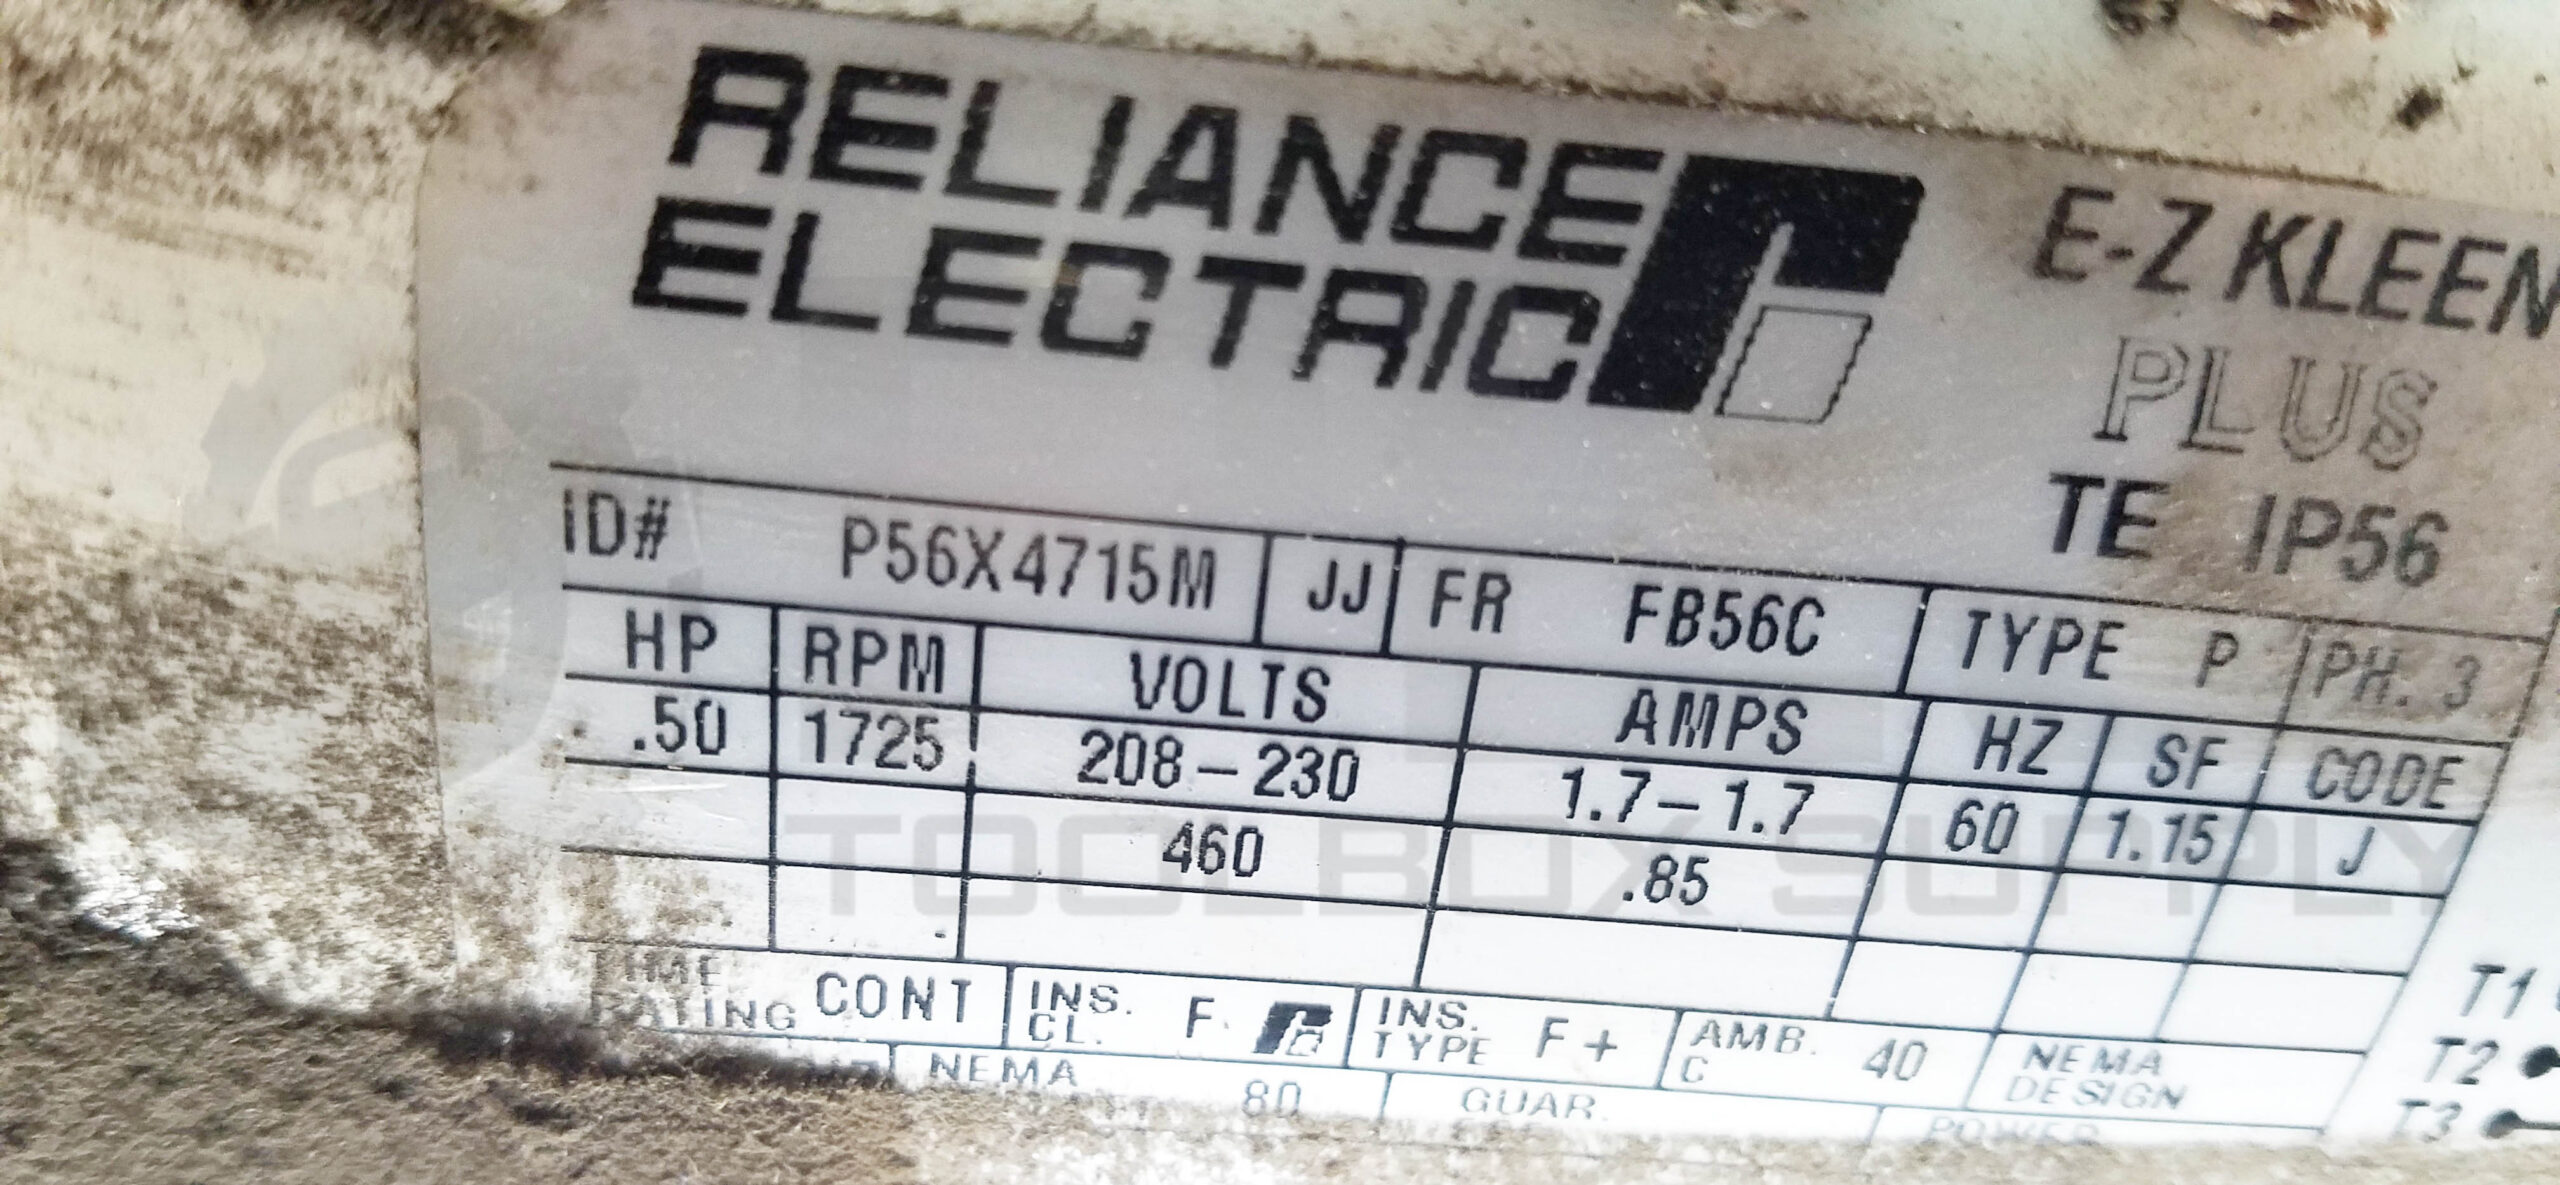 RELIANCE
ELECTRIC
E-Z KLEEN
PLUS
TE IP56
ID# P56X4715M JJ FR FB56C TYPE P PH. 3
HP RPM VOLTS AMPS HZ SF CODE
.50 1725 208-230 1.7-1.7 60 1.15 J
460 .85
TOOLBOX SUPPLY
TIME
RATING CONT INS.
CL. F INS.
TYPE F+ AMB.
C 40 NEMA
DESIGN
NEMA 80 GUAR.
POWER
T1
T2
T3